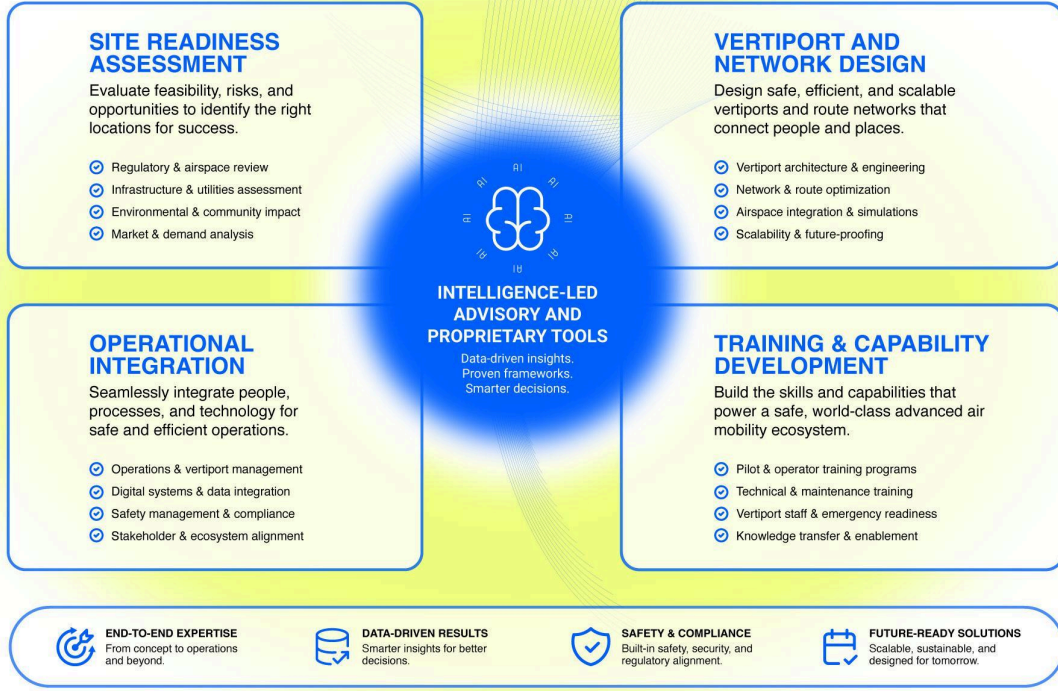 SITE READINESS
ASSESSMENT
Evaluate feasibility, risks, and
opportunities to identify the right
locations for success.
Regulatory & airspace review
Infrastructure & utilities assessment
Environmental & community impact
Market & demand analysis
VERTIPORT AND
NETWORK DESIGN
Design safe, efficient, and scalable
vertiports and route networks that
connect people and places.
Vertiport architecture & engineering
Network & route optimization
Airspace integration & simulations
Scalability & future-proofing
AI
AI
AI
AI
AI
AI
AI
AI
INTELLIGENCE-LED
ADVISORY AND
PROPRIETARY TOOLS
Data-driven insights.
Proven frameworks.
Smarter decisions.
OPERATIONAL
INTEGRATION
Seamlessly integrate people,
processes, and technology for
safe and efficient operations.
Operations & vertiport management
Digital systems & data integration
Safety management & compliance
Stakeholder & ecosystem alignment
TRAINING & CAPABILITY
DEVELOPMENT
Build the skills and capabilities that
power a safe, world-class advanced air
mobility ecosystem.
Pilot & operator training programs
Technical & maintenance training
Vertiport staff & emergency readiness
Knowledge transfer & enablement
END-TO-END EXPERTISE
From concept to operations
and beyond.
DATA-DRIVEN RESULTS
Smarter insights for better
decisions.
SAFETY & COMPLIANCE
Built-in safety, security, and
regulatory alignment.
FUTURE-READY SOLUTIONS
Scalable, sustainable, and
designed for tomorrow.